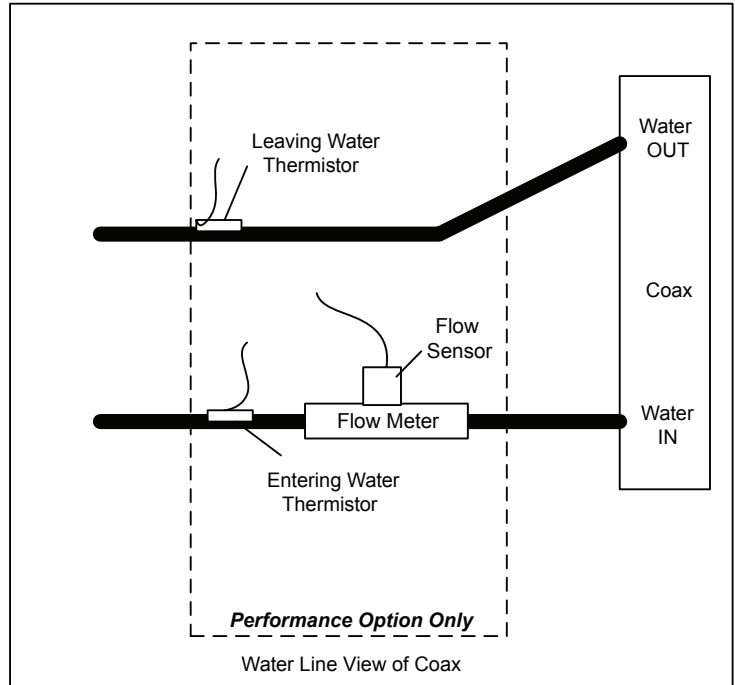 Leaving Water
Thermistor
Water
OUT
Coax
Flow
Sensor
Flow Meter
Water
IN
Entering Water
Thermistor
Performance Option Only
Water Line View of Coax